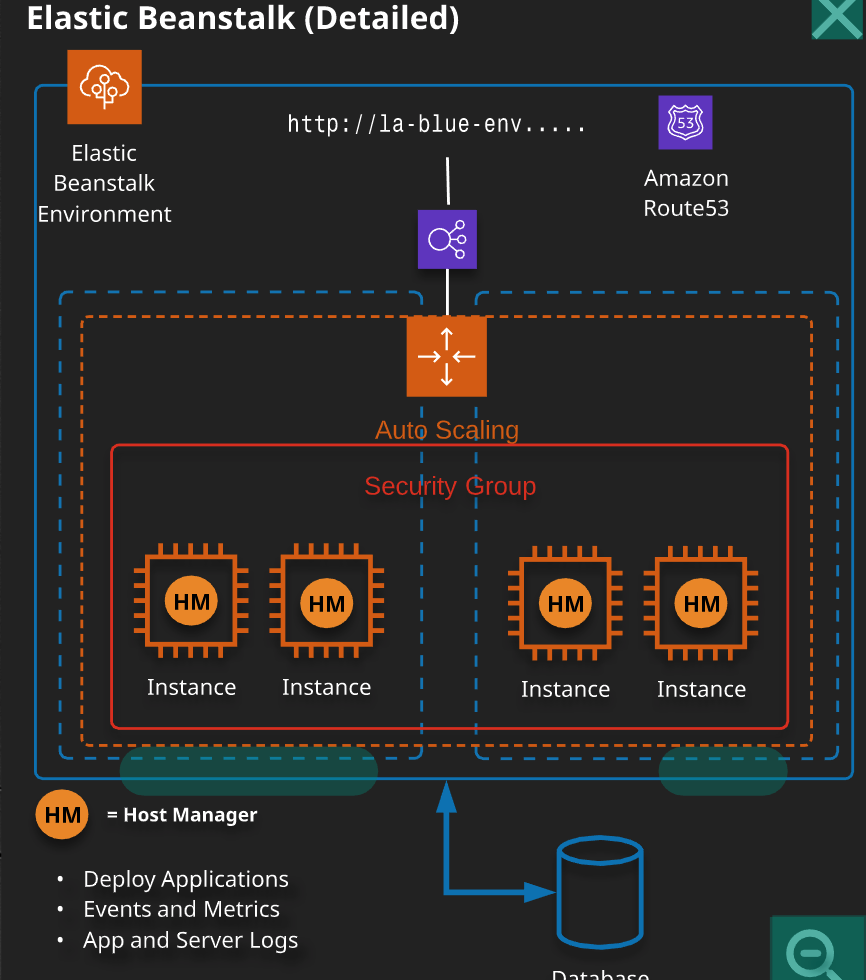 Elastic Beanstalk (Detailed)
Elastic
Beanstalk
Environment
http://la-blue-env.....
53
Amazon
Route53
Auto Scaling
Security Group
HM
HM
HM
HM
Instance
Instance
Instance
Instance
HM
= Host Manager
• Deploy Applications
• Events and Metrics
• App and Server Logs
Database